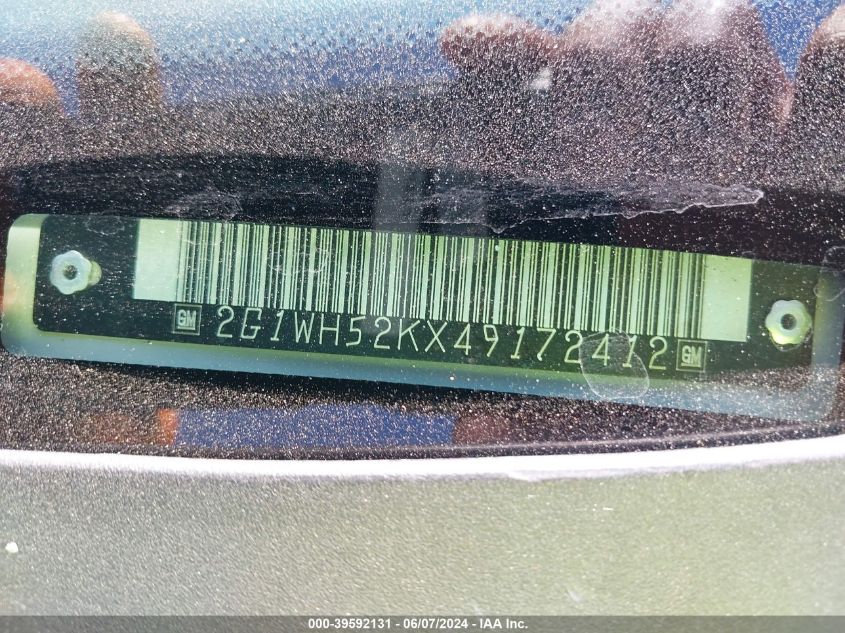 GM 2G1WH52KX49172412 GM
000-39592131 - 06/07/2024 - IAA Inc.